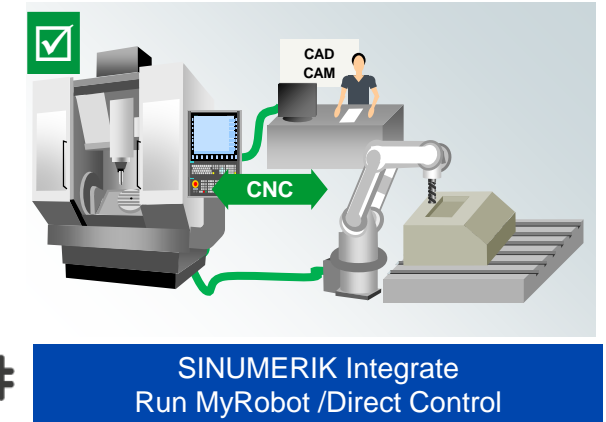 CAD
CAM
CNC
SINUMERIK Integrate
Run MyRobot /Direct Control